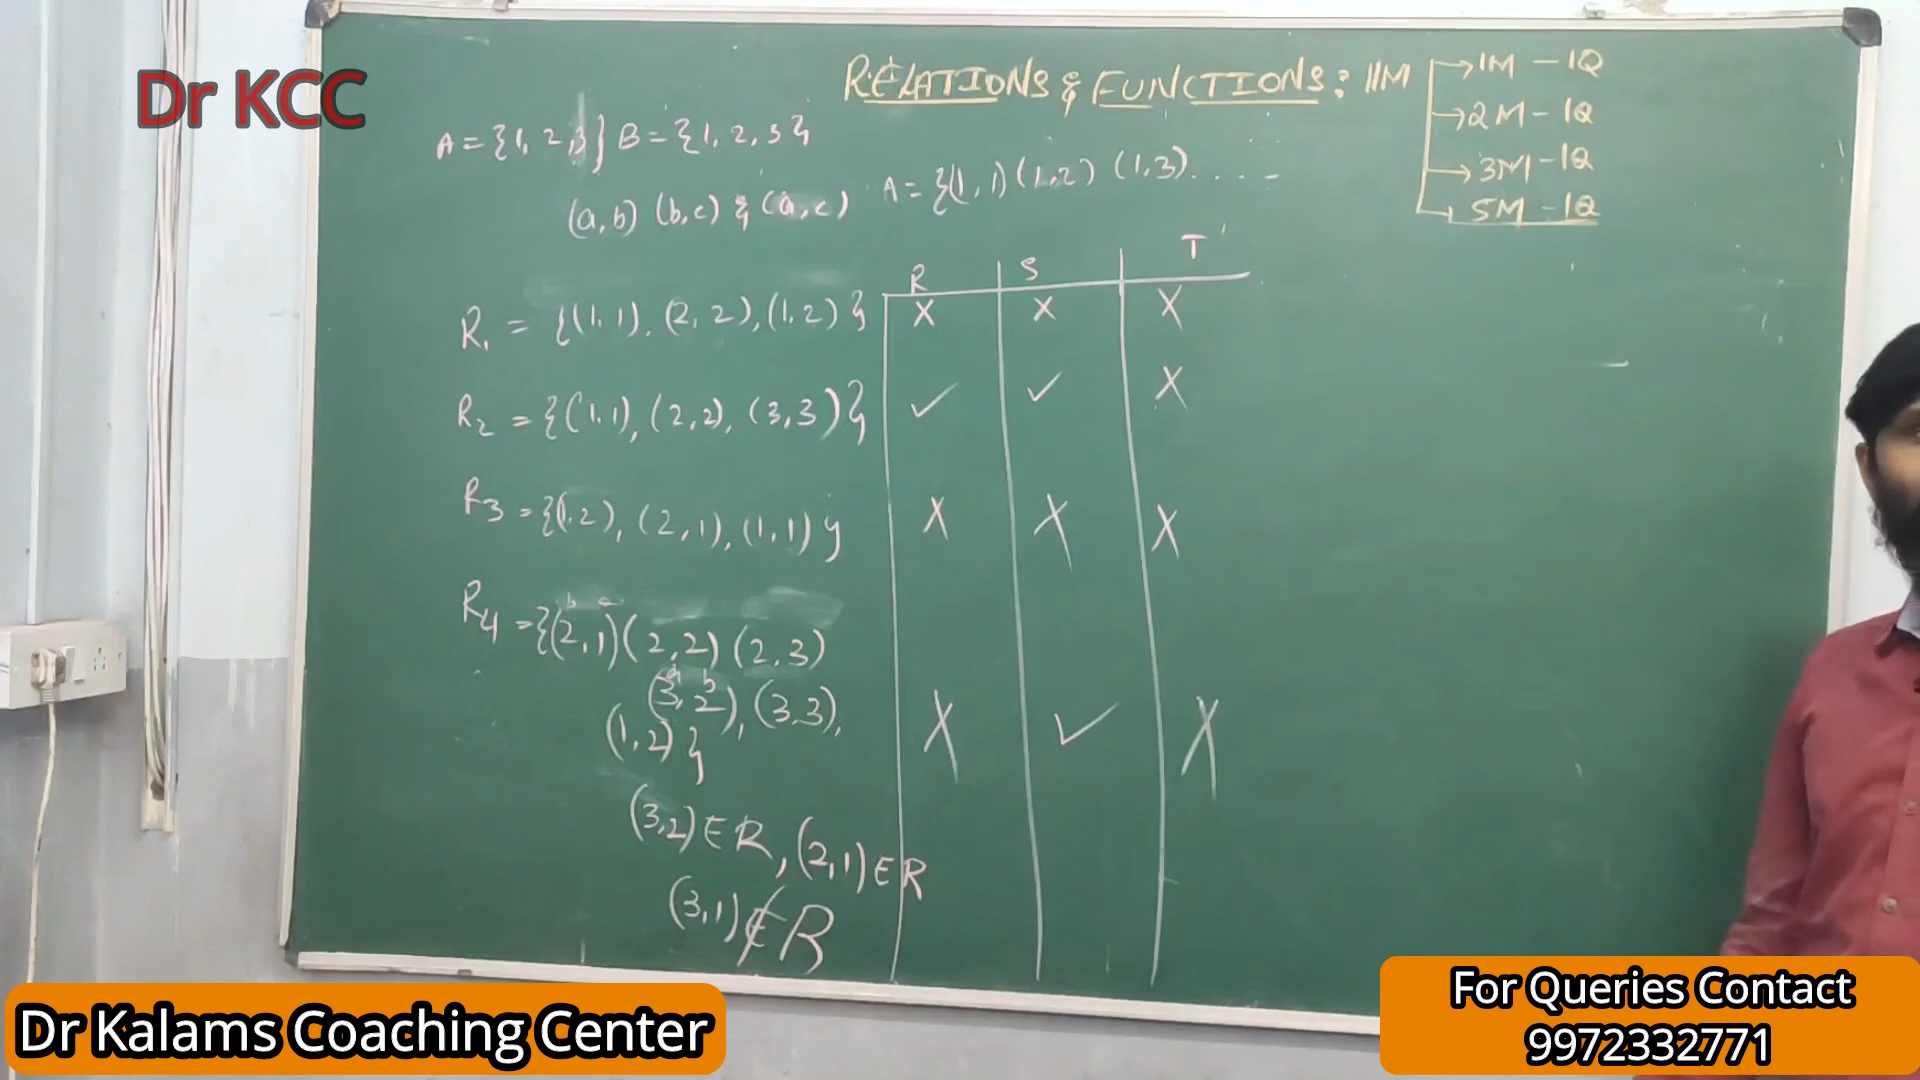 Dr KCC
RELATIONS & FUNCTIONS: 11M
→1M - 1Q
→2M - 1Q
→3M - 1Q
5M - 1Q
A = {1, 2, 3} B = {1, 2, 3}
(a, b) (b, c) & (a, c)
A = {(1, 1) (1, 2) (1, 3). . . . -
R S T
R₁ = {(1, 1), (2, 2), (1, 2)} X X X
R₂ = {(1, 1), (2, 2), (3, 3)} ✓ ✓ X
R₃ = {(1, 2), (2, 1), (1, 1)} X X X
b a
R₄ = {(2, 1) (2, 2) (2, 3)
a b
(3, 2), (3, 3),
(1, 2)} X ✓ X
(3, 2) ∈ R, (2, 1) ∈ R
(3, 1) ∉ R
Dr Kalams Coaching Center
For Queries Contact
9972332771